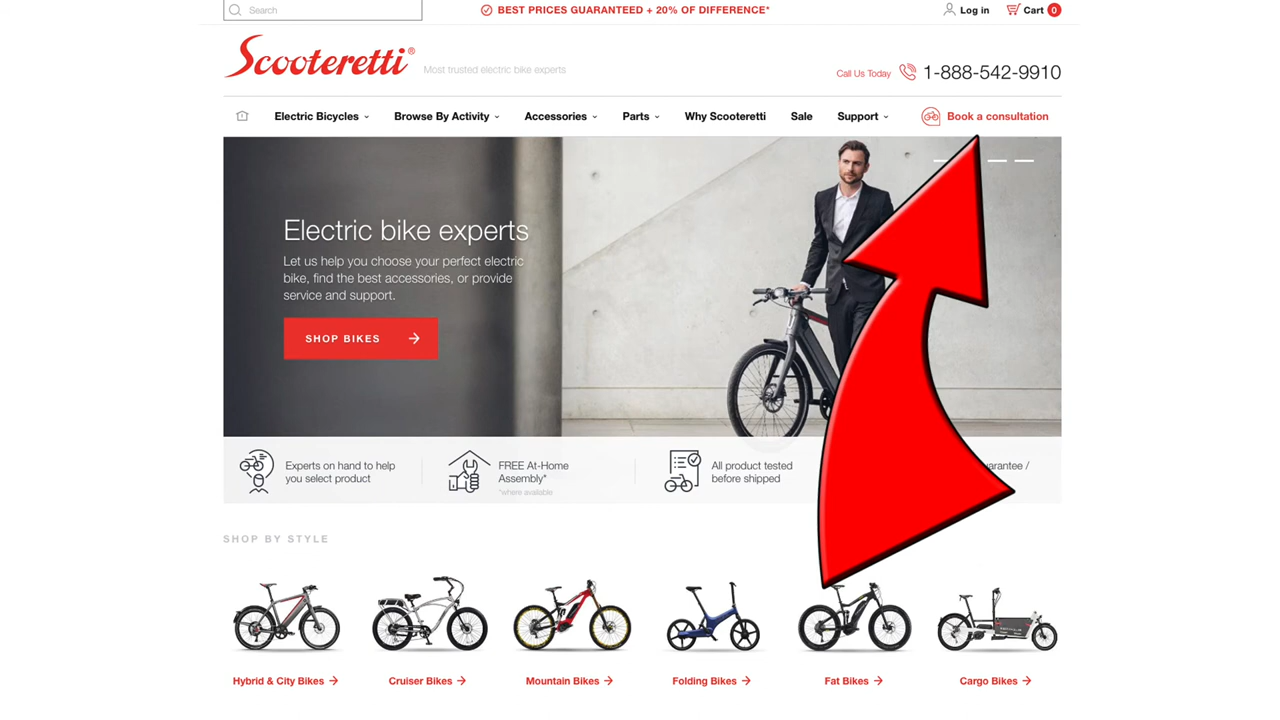 Search
BEST PRICES GUARANTEED + 20% OF DIFFERENCE*
Log in
Cart 0
Scooteretti®
Most trusted electric bike experts
Call Us Today 1-888-542-9910
Electric Bicycles
Browse By Activity
Accessories
Parts
Why Scooteretti
Sale
Support
Book a consultation
Electric bike experts
Let us help you choose your perfect electric
bike, find the best accessories, or provide
service and support.
SHOP BIKES
Experts on hand to help
you select product
FREE At-Home
Assembly*
*where available
All product tested
before shipped
/
SHOP BY STYLE
Hybrid & City Bikes
Cruiser Bikes
Mountain Bikes
Folding Bikes
Fat Bikes
Cargo Bikes